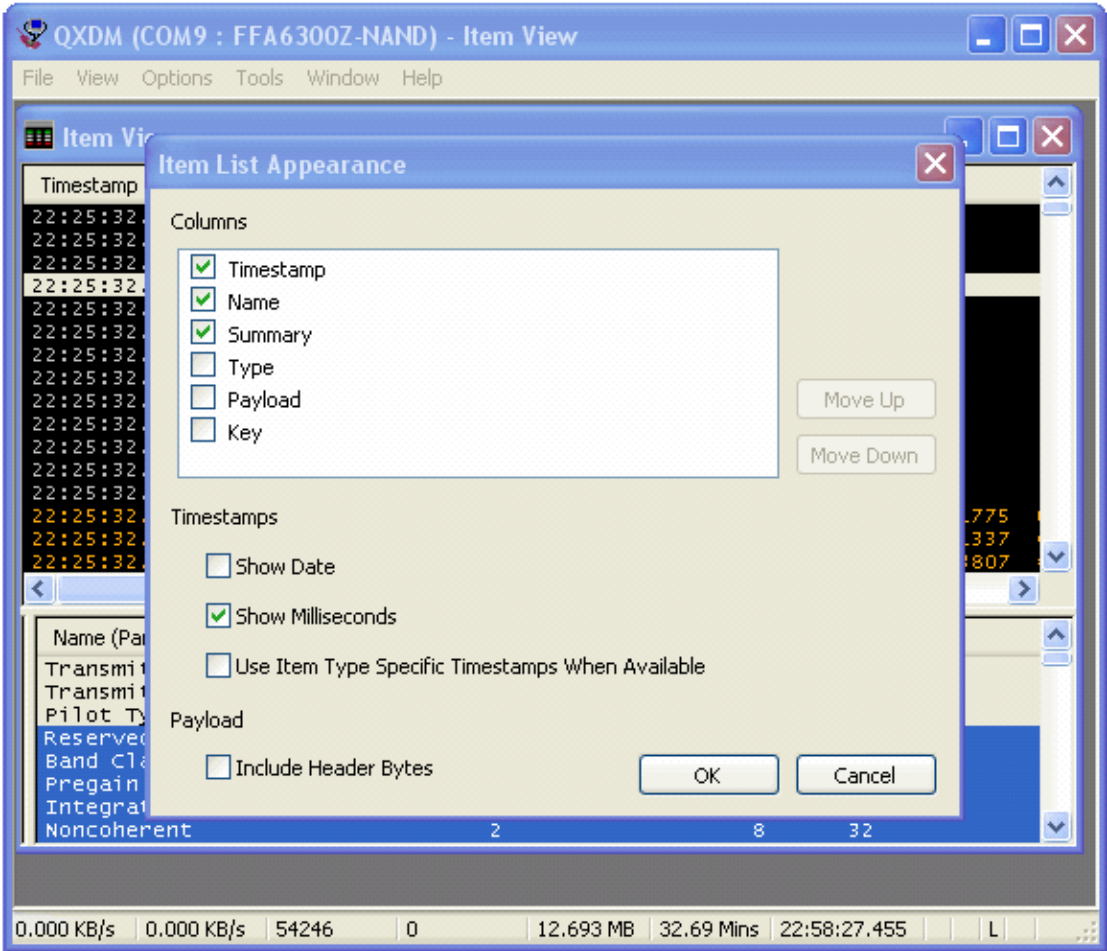 QXDM (COM9 : FFA6300Z-NAND) - Item View
File View Options Tools Window Help
Item Vie
Item List Appearance
Timestamp
Columns
22:25:32.
22:25:32.
22:25:32.
22:25:32.
22:25:32.
22:25:32.
22:25:32.
22:25:32.
22:25:32.
22:25:32.
22:25:32.
22:25:32.
22:25:32.
22:25:32. 1775
22:25:32. 1337
22:25:32. 3807
Timestamp
Name
Summary
Type
Payload
Key
Move Up
Move Down
Timestamps
Show Date
Show Milliseconds
Use Item Type Specific Timestamps When Available
Payload
Include Header Bytes
OK Cancel
Name (Par
Transmit
Transmit
Pilot Ty
Reserved
Band Cla
Pregain
Integrat
Noncoherent 2 8 32
0.000 KB/s 0.000 KB/s 54246 0 12.693 MB 32.69 Mins 22:58:27.455 L